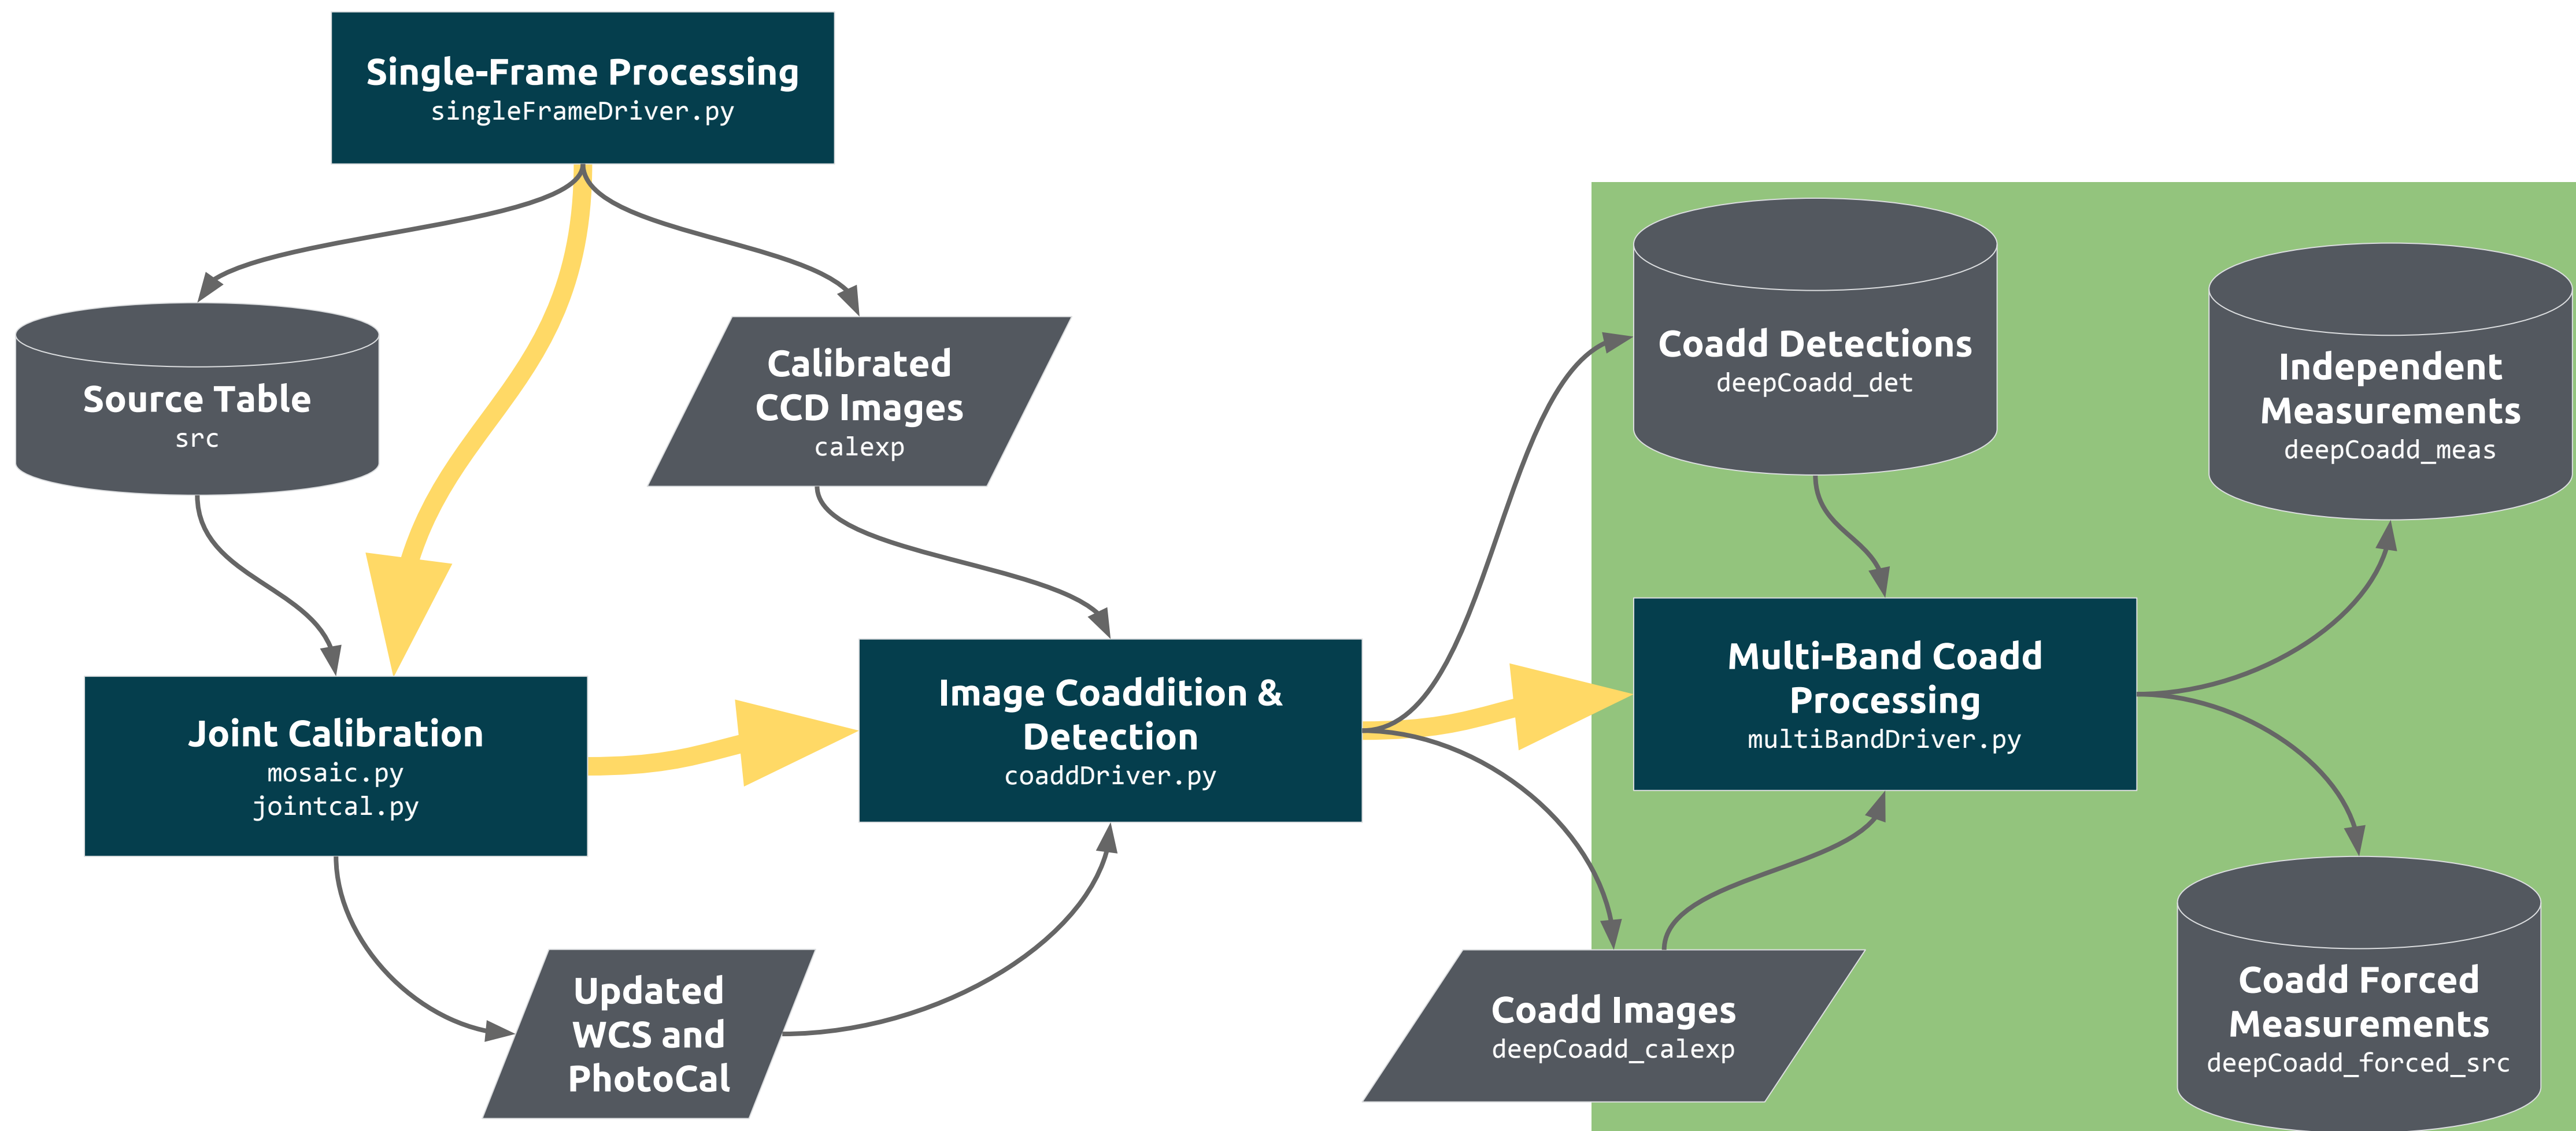 Single-Frame Processing
singleFrameDriver.py
Source Table
src
Calibrated
CCD Images
calexp
Joint Calibration
mosaic.py
jointcal.py
Updated
WCS and
PhotoCal
Image Coaddition &
Detection
coaddDriver.py
Coadd Detections
deepCoadd_det
Multi-Band Coadd
Processing
multiBandDriver.py
Coadd Images
deepCoadd_calexp
Independent
Measurements
deepCoadd_meas
Coadd Forced
Measurements
deepCoadd_forced_src